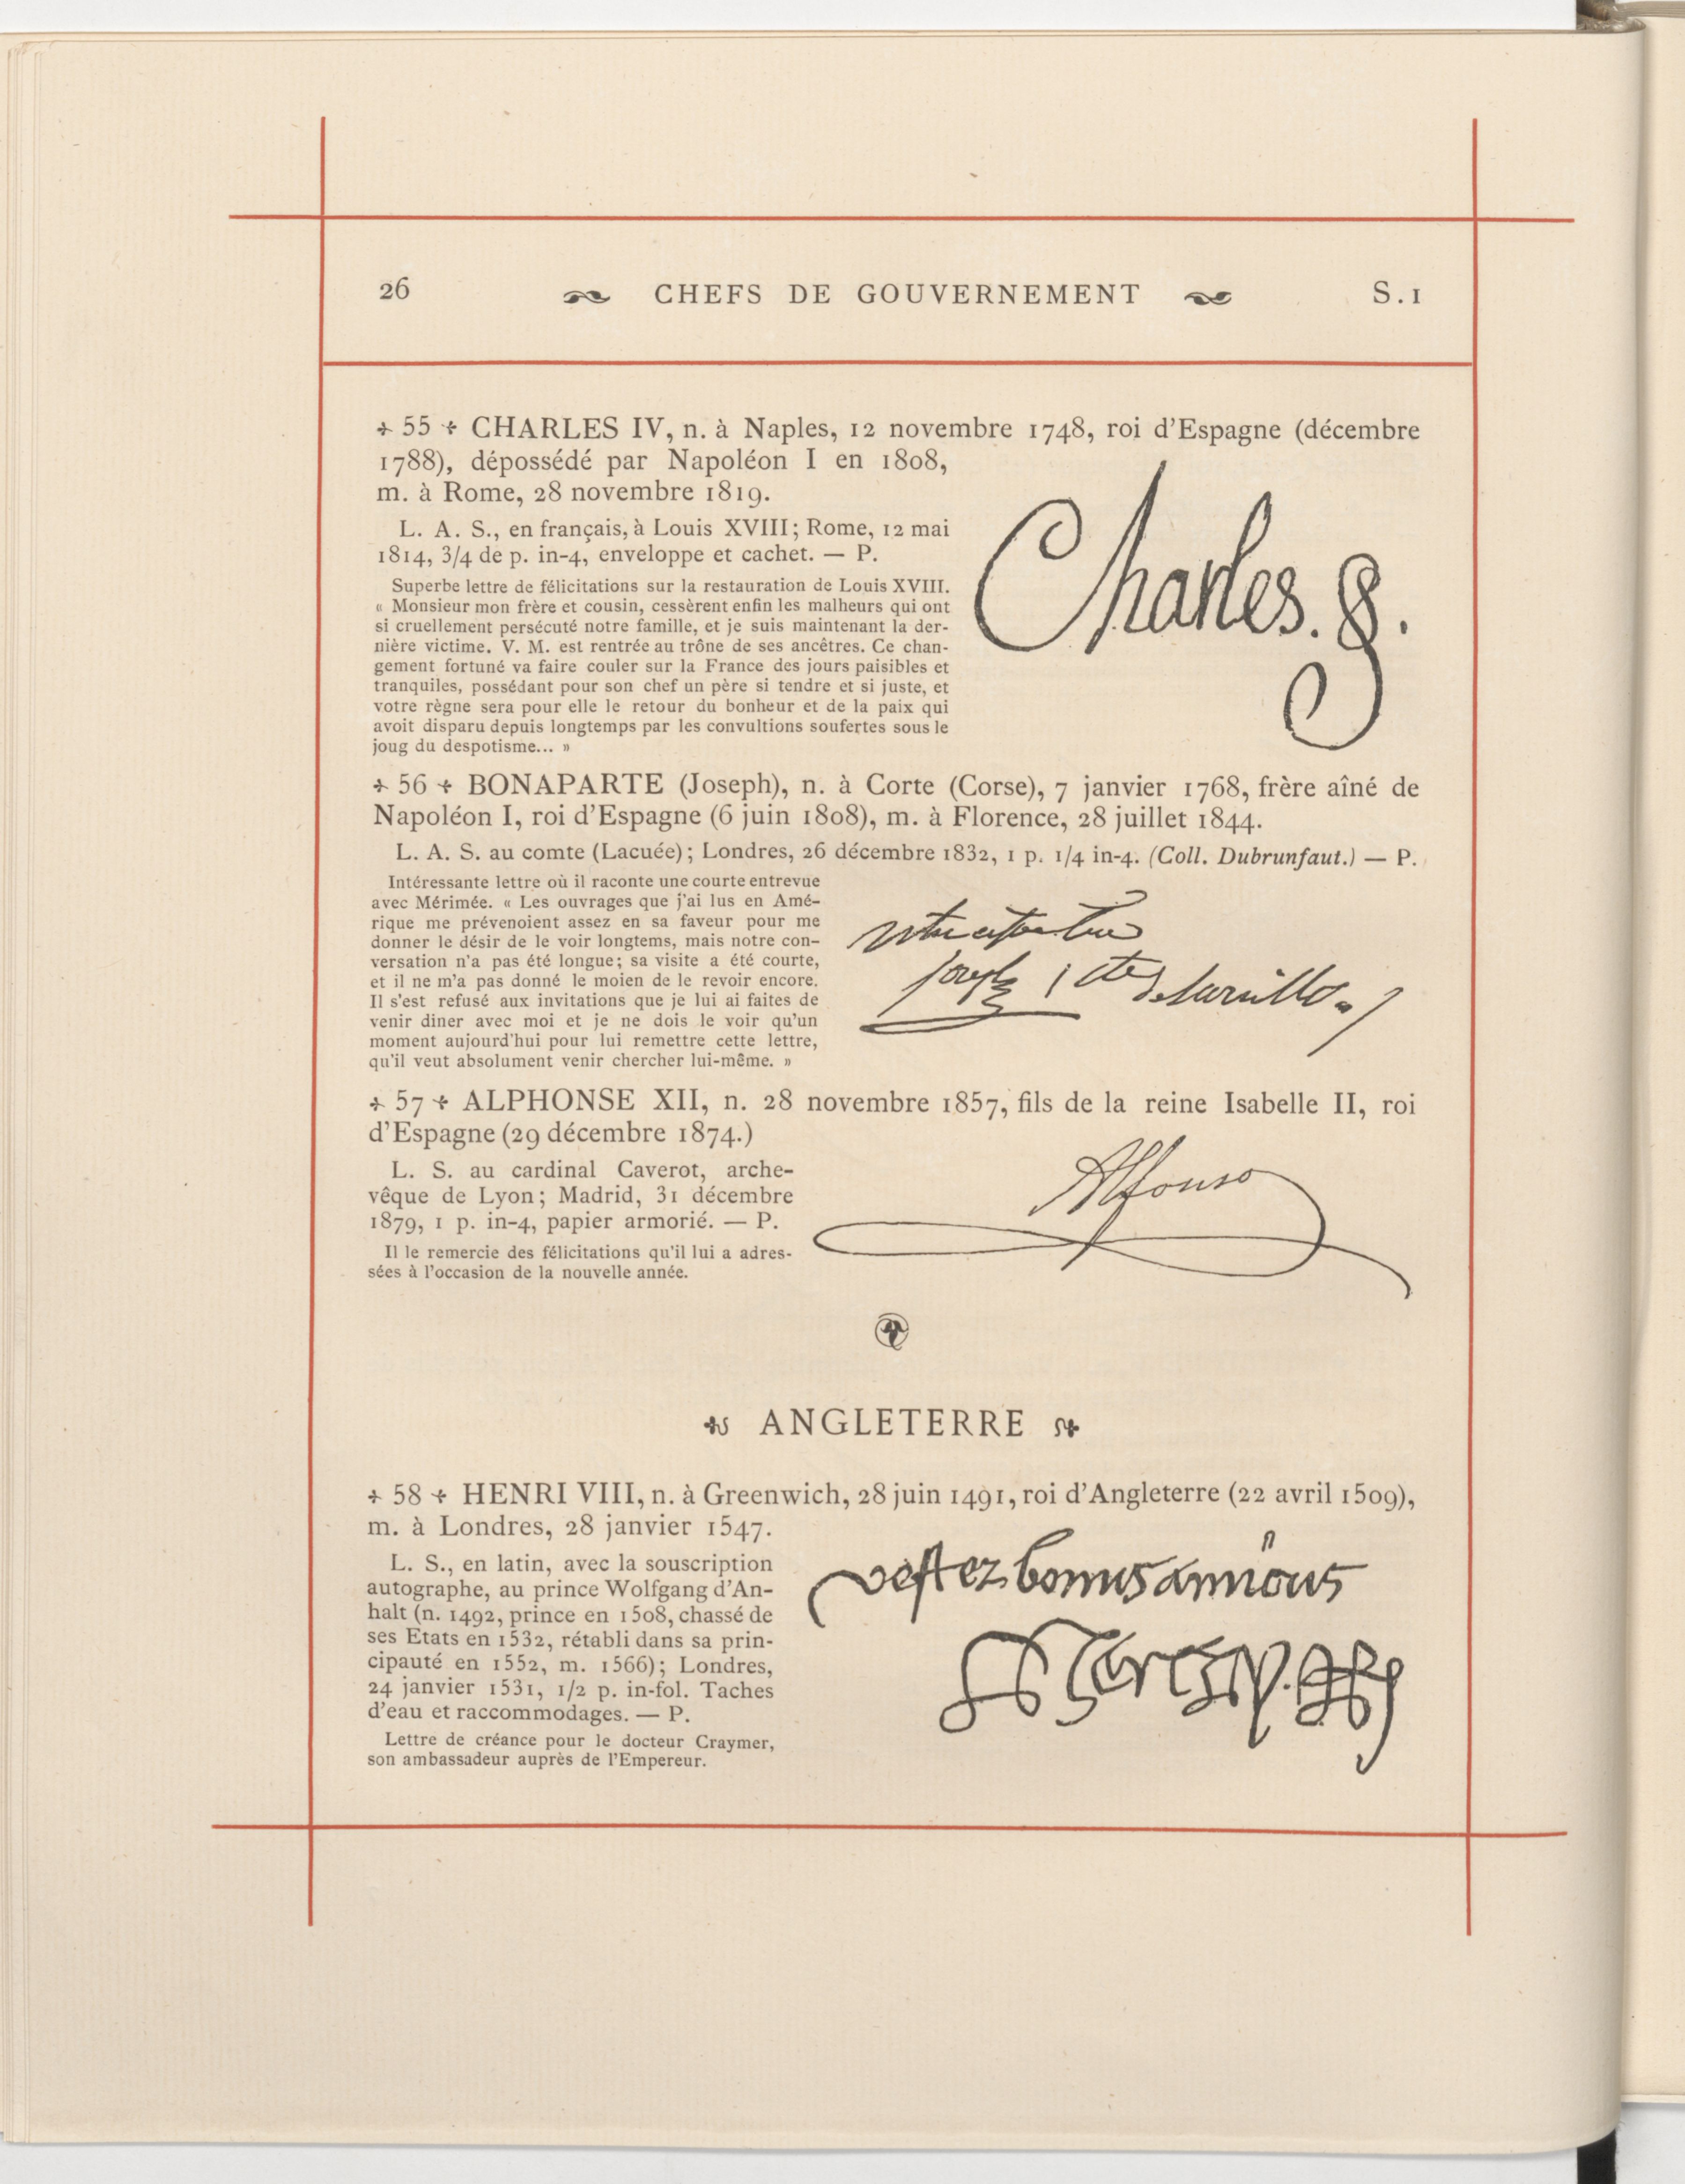 26 CHEFS DE GOUVERNEMENT S. 1
55 CHARLES IV, n. à Naples, 12 novembre 1748, roi d'Espagne (décembre
1788), dépossédé par Napoléon I en 1808,
m. à Rome, 28 novembre 1819.
L. A. S., en français, à Louis XVIII; Rome, 12 mai
1814, 3/4 de p. in-4, enveloppe et cachet. — P.
Superbe lettre de félicitations sur la restauration de Louis XVIII.
« Monsieur mon frère et cousin, cessèrent enfin les malheurs qui ont
si cruellement persécuté notre famille, et je suis maintenant la der-
nière victime. V. M. est rentrée au trône de ses ancêtres. Ce chan-
gement fortuné va faire couler sur la France des jours paisibles et
tranquiles, possédant pour son chef un père si tendre et si juste, et
votre règne sera pour elle le retour du bonheur et de la paix qui
avoit disparu depuis longtemps par les convultions soufertes sous le
joug du despotisme... »
Charles.
56 BONAPARTE (Joseph), n. à Corte (Corse), 7 janvier 1768, frère aîné de
Napoléon I, roi d'Espagne (6 juin 1808), m. à Florence, 28 juillet 1844.
L. A. S. au comte (Lacuée); Londres, 26 décembre 1832, 1 p. 1/4 in-4. (Coll. Dubrunfaut.) — P.
Intéressante lettre où il raconte une courte entrevue
avec Mérimée. « Les ouvrages que j'ai lus en Amé-
rique me prévenoient assez en sa faveur pour me
donner le désir de le voir longtems, mais notre con-
versation n'a pas été longue; sa visite a été courte,
et il ne m'a pas donné le moien de le revoir encore.
Il s'est refusé aux invitations que je lui ai faites de
venir diner avec moi et je ne dois le voir qu'un
moment aujourd'hui pour lui remettre cette lettre,
qu'il veut absolument venir chercher lui-même. »
57 ALPHONSE XII, n. 28 novembre 1857, fils de la reine Isabelle II, roi
d'Espagne (29 décembre 1874.)
L. S. au cardinal Caverot, arche-
vêque de Lyon; Madrid, 31 décembre
1879, 1 p. in-4, papier armorié. — P.
Il le remercie des félicitations qu'il lui a adres-
sées à l'occasion de la nouvelle année.
Alfonso
ANGLETERRE
58 HENRI VIII, n. à Greenwich, 28 juin 1491, roi d'Angleterre (22 avril 1509),
m. à Londres, 28 janvier 1547.
L. S., en latin, avec la souscription
autographe, au prince Wolfgang d'An-
halt (n. 1492, prince en 1508, chassé de
ses Etats en 1532, rétabli dans sa prin-
cipauté en 1552, m. 1566); Londres,
24 janvier 1531, 1/2 p. in-fol. Taches
d'eau et raccommodages. — P.
Lettre de créance pour le docteur Craymer,
son ambassadeur auprès de l'Empereur.